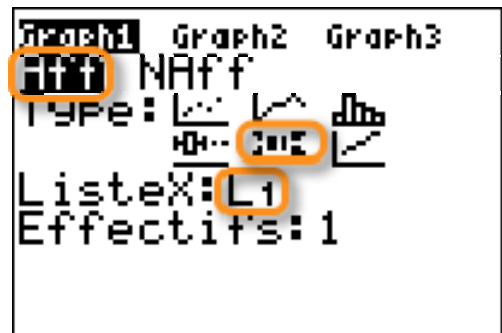 Graph1 Graph2 Graph3
Aff NAff
Type:
ListeX:L1
Effectifs:1